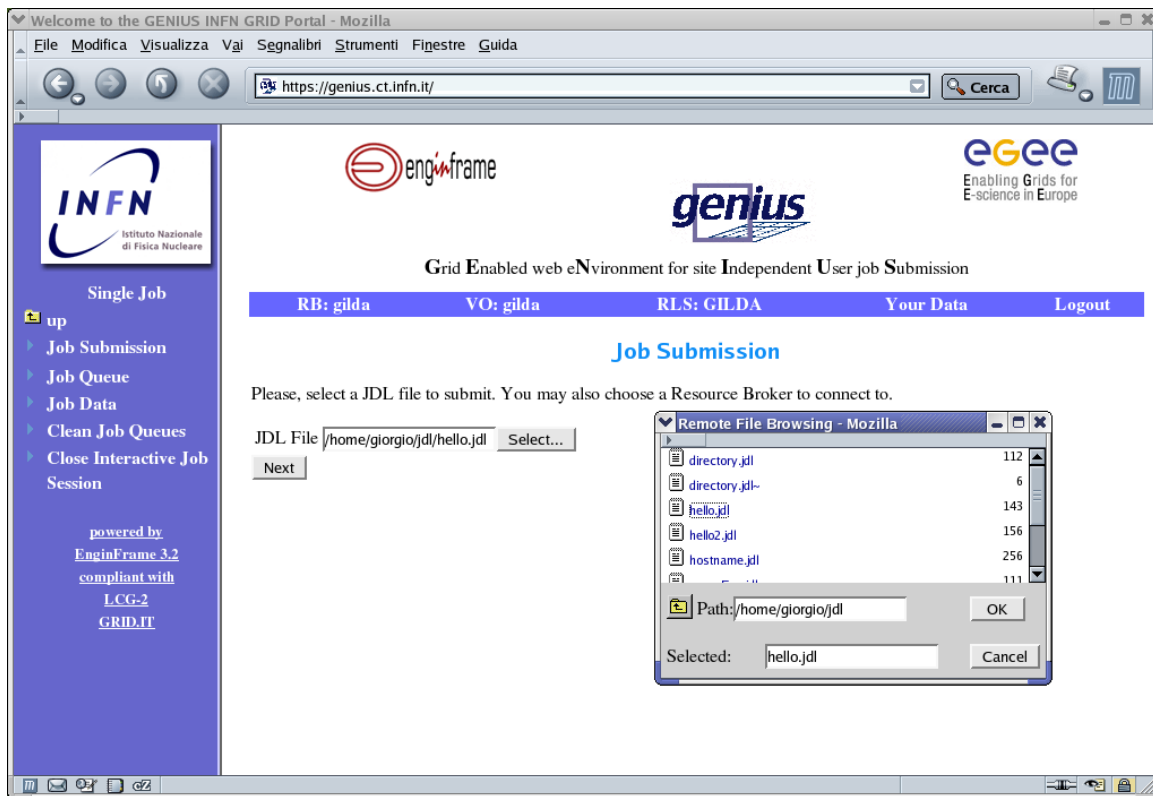 Welcome to the GENIUS INFN GRID Portal - Mozilla
File Modifica Visualizza Vai Segnalibri Strumenti Finestre Guida
https://genius.ct.infn.it/
Cerca
INFN
Istituto Nazionale
di Fisica Nucleare
enginframe
genius
egee
Enabling Grids for
E-science in Europe
Grid Enabled web eNvironment for site Independent User job Submission
RB: gilda VO: gilda RLS: GILDA Your Data Logout
Single Job
up
Job Submission
Job Queue
Job Data
Clean Job Queues
Close Interactive Job
Session
powered by
EnginFrame 3.2
compliant with
LCG-2
GRID.IT
Job Submission
Please, select a JDL file to submit. You may also choose a Resource Broker to connect to.
JDL File /home/giorgio/jdl/hello.jdl Select...
Next
Remote File Browsing - Mozilla
directory.jdl 112
directory.jdl~ 6
hello.jdl 143
hello2.jdl 156
hostname.jdl 256
111
Path: /home/giorgio/jdl OK
Selected: hello.jdl Cancel